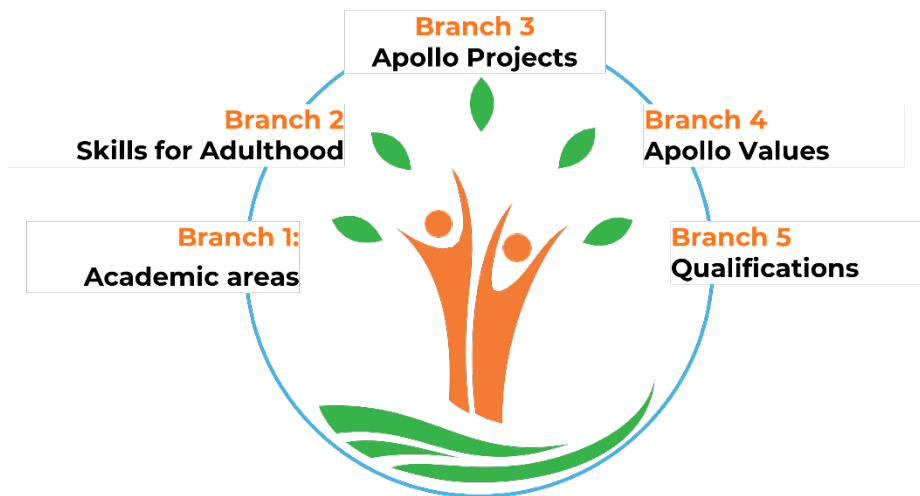 Branch 3
Apollo Projects
Branch 2
Skills for Adulthood
Branch 4
Apollo Values
Branch 1:
Academic areas
Branch 5
Qualifications